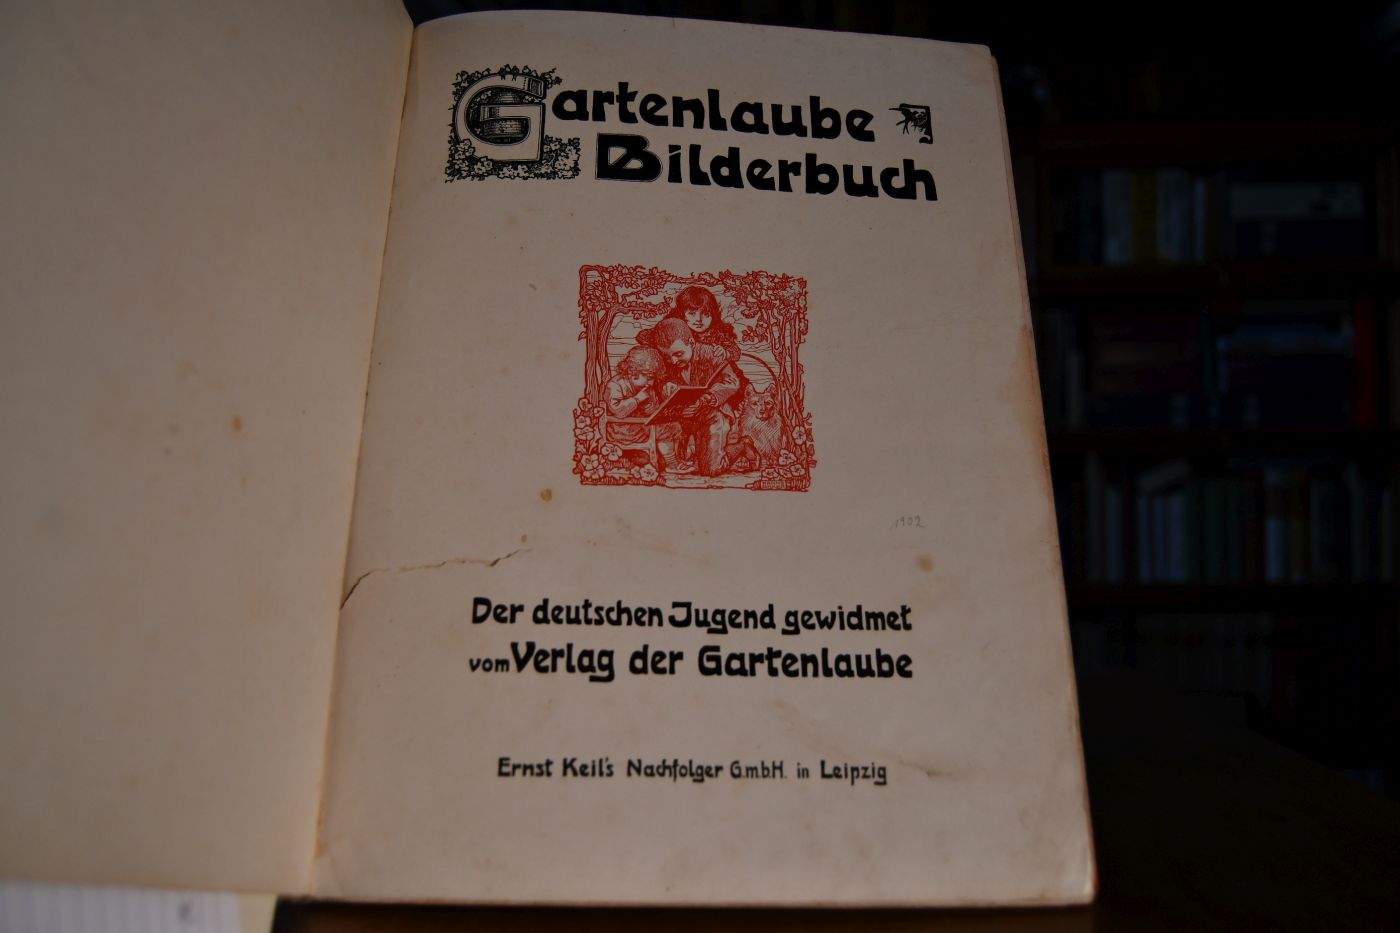 Gartenlaube
Bilderbuch
1902
Der deutschen Jugend gewidmet
vom Verlag der Gartenlaube
Ernst Keil's Nachfolger G.m.b.H. in Leipzig